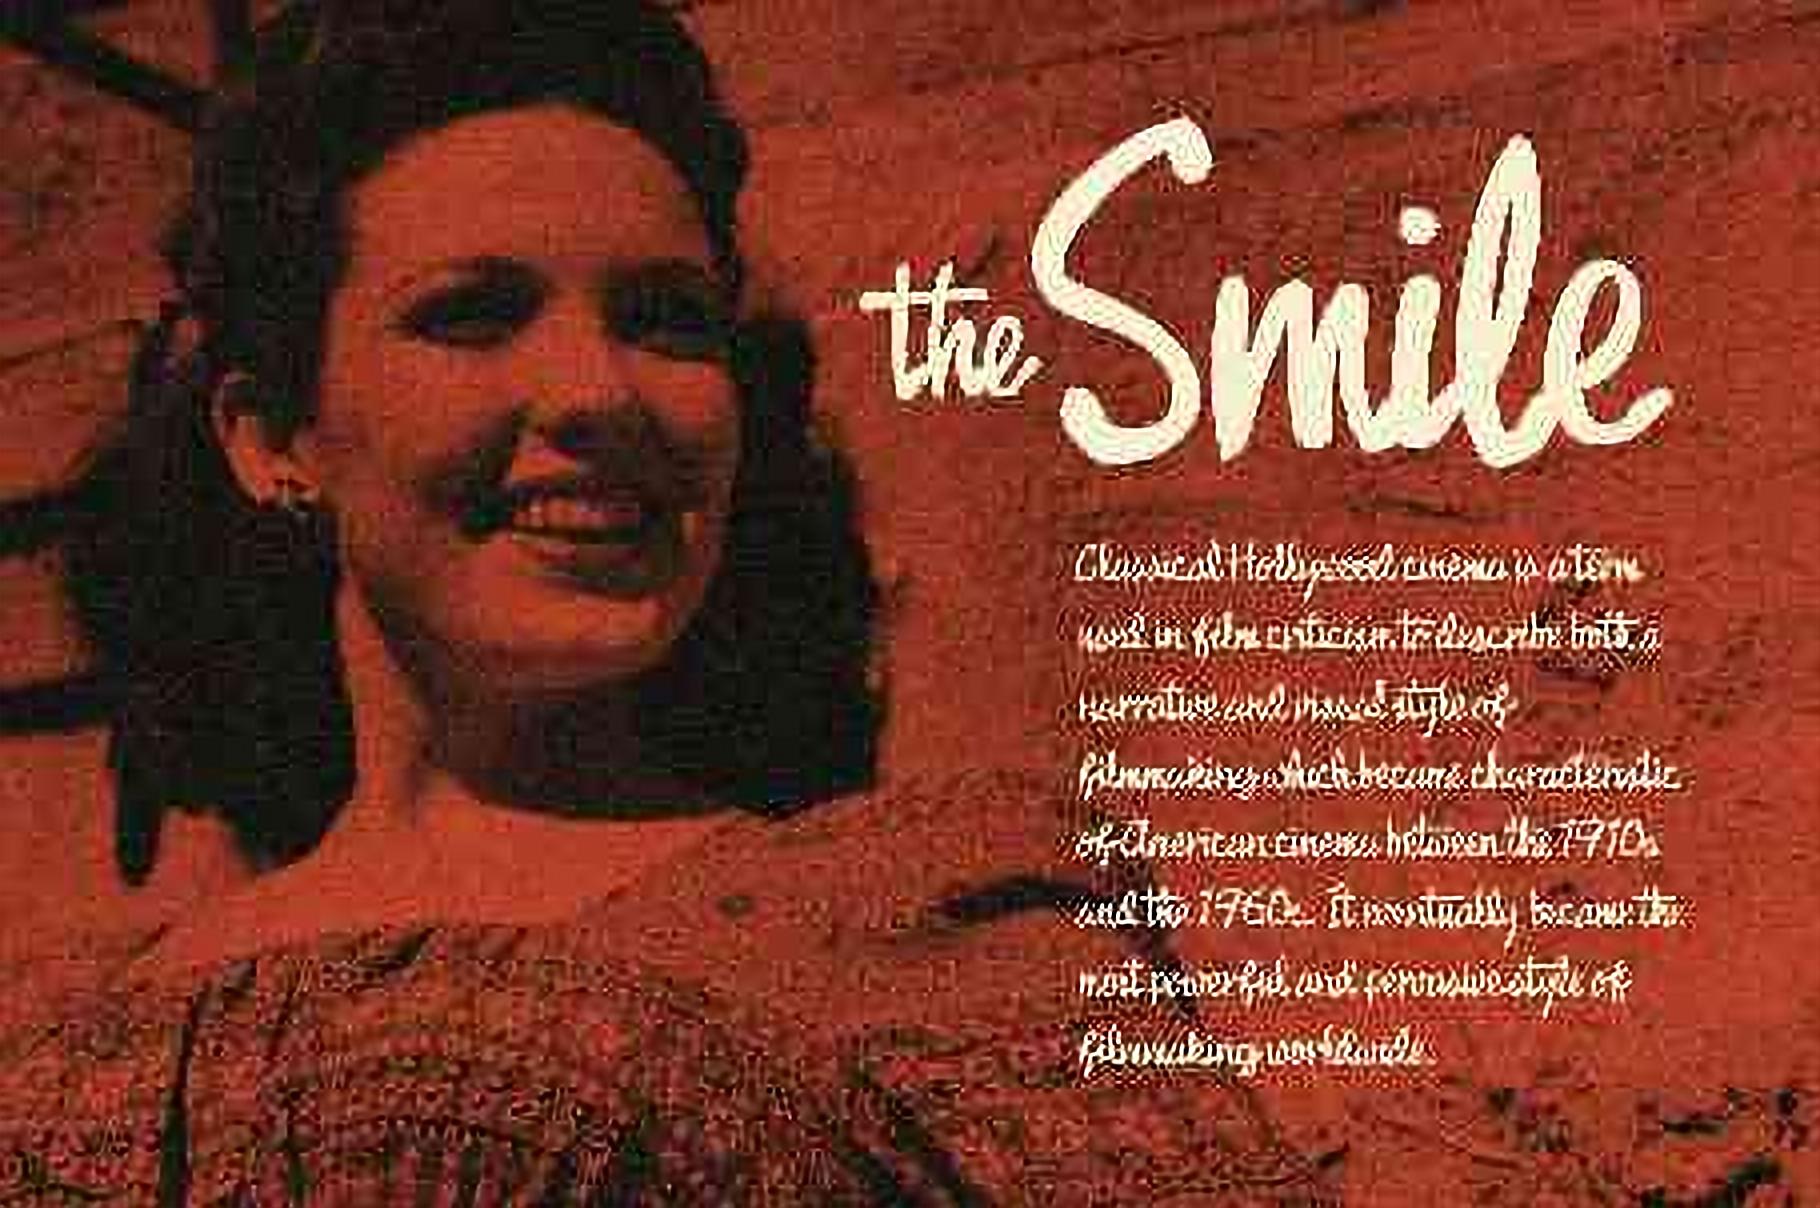 the Smile
Classical Hollywood cinema is a term
used in film criticism to describe both a
narrative and visual style of
filmmaking which became characteristic
of American cinema between the 1910s
and the 1960s. It eventually became the
most powerful and pervasive style of
filmmaking worldwide.